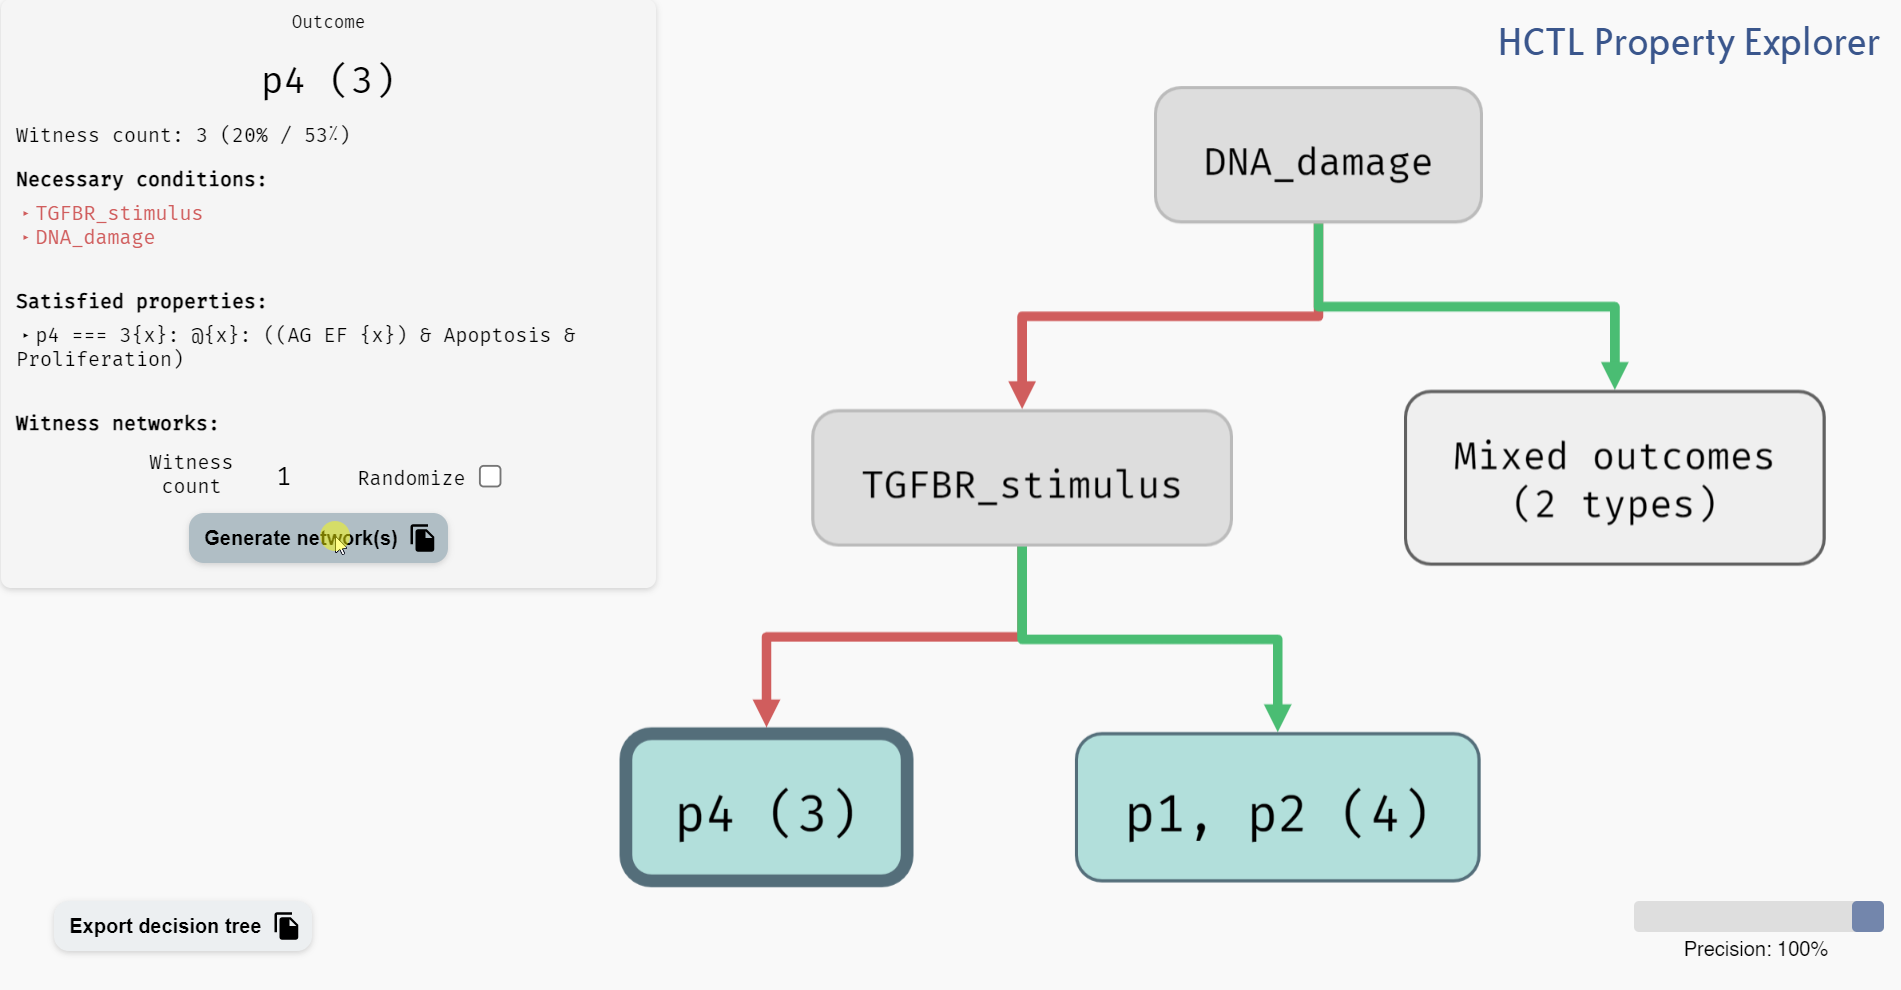 Outcome
p4 (3)
Witness count: 3 (20% / 53%)
Necessary conditions:
‣ TGFBR_stimulus
‣ DNA_damage
Satisfied properties:
‣ p4 === 3{x}: @{x}: ((AG EF {x}) & Apoptosis &
Proliferation)
Witness networks:
Witness
count
1
Randomize
Generate network(s)
Export decision tree
HCTL Property Explorer
DNA_damage
TGFBR_stimulus
Mixed outcomes
(2 types)
p4 (3)
p1, p2 (4)
Precision: 100%